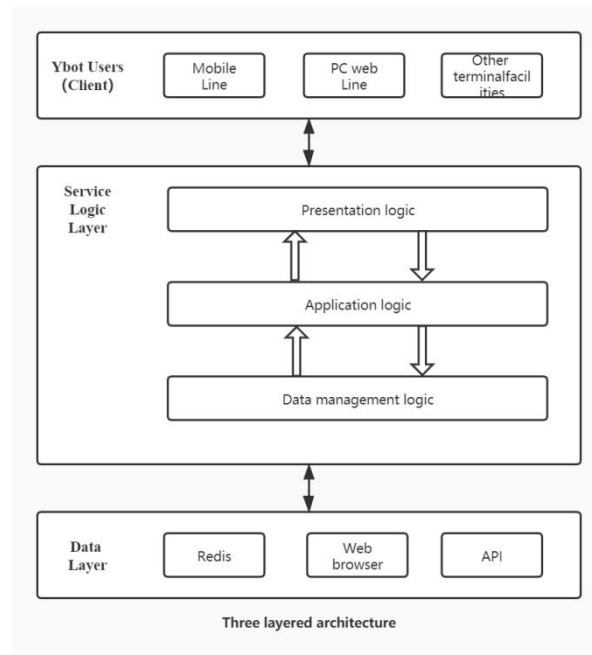 Ybot Users
(Client)
Mobile
Line
PC web
Line
Other
terminalfacil
ities
Service
Logic
Layer
Presentation logic
Application logic
Data management logic
Data
Layer
Redis
Web
browser
API
Three layered architecture